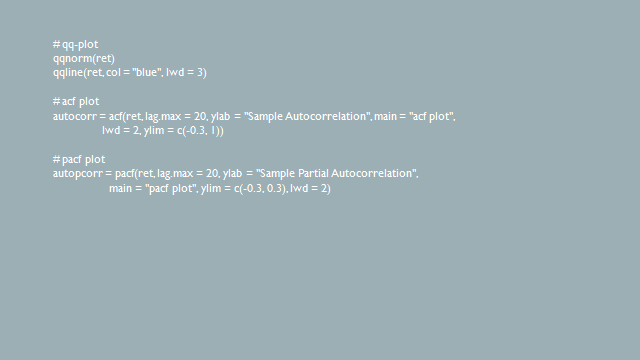 # qq-plot
qqnorm(ret)
qqline(ret, col = "blue", lwd = 3)
# acf plot
autocorr = acf(ret, lag.max = 20, ylab = "Sample Autocorrelation", main = "acf plot",
lwd = 2, ylim = c(-0.3, 1))
# pacf plot
autopcorr = pacf(ret, lag.max = 20, ylab = "Sample Partial Autocorrelation",
main = "pacf plot", ylim = c(-0.3, 0.3), lwd = 2)